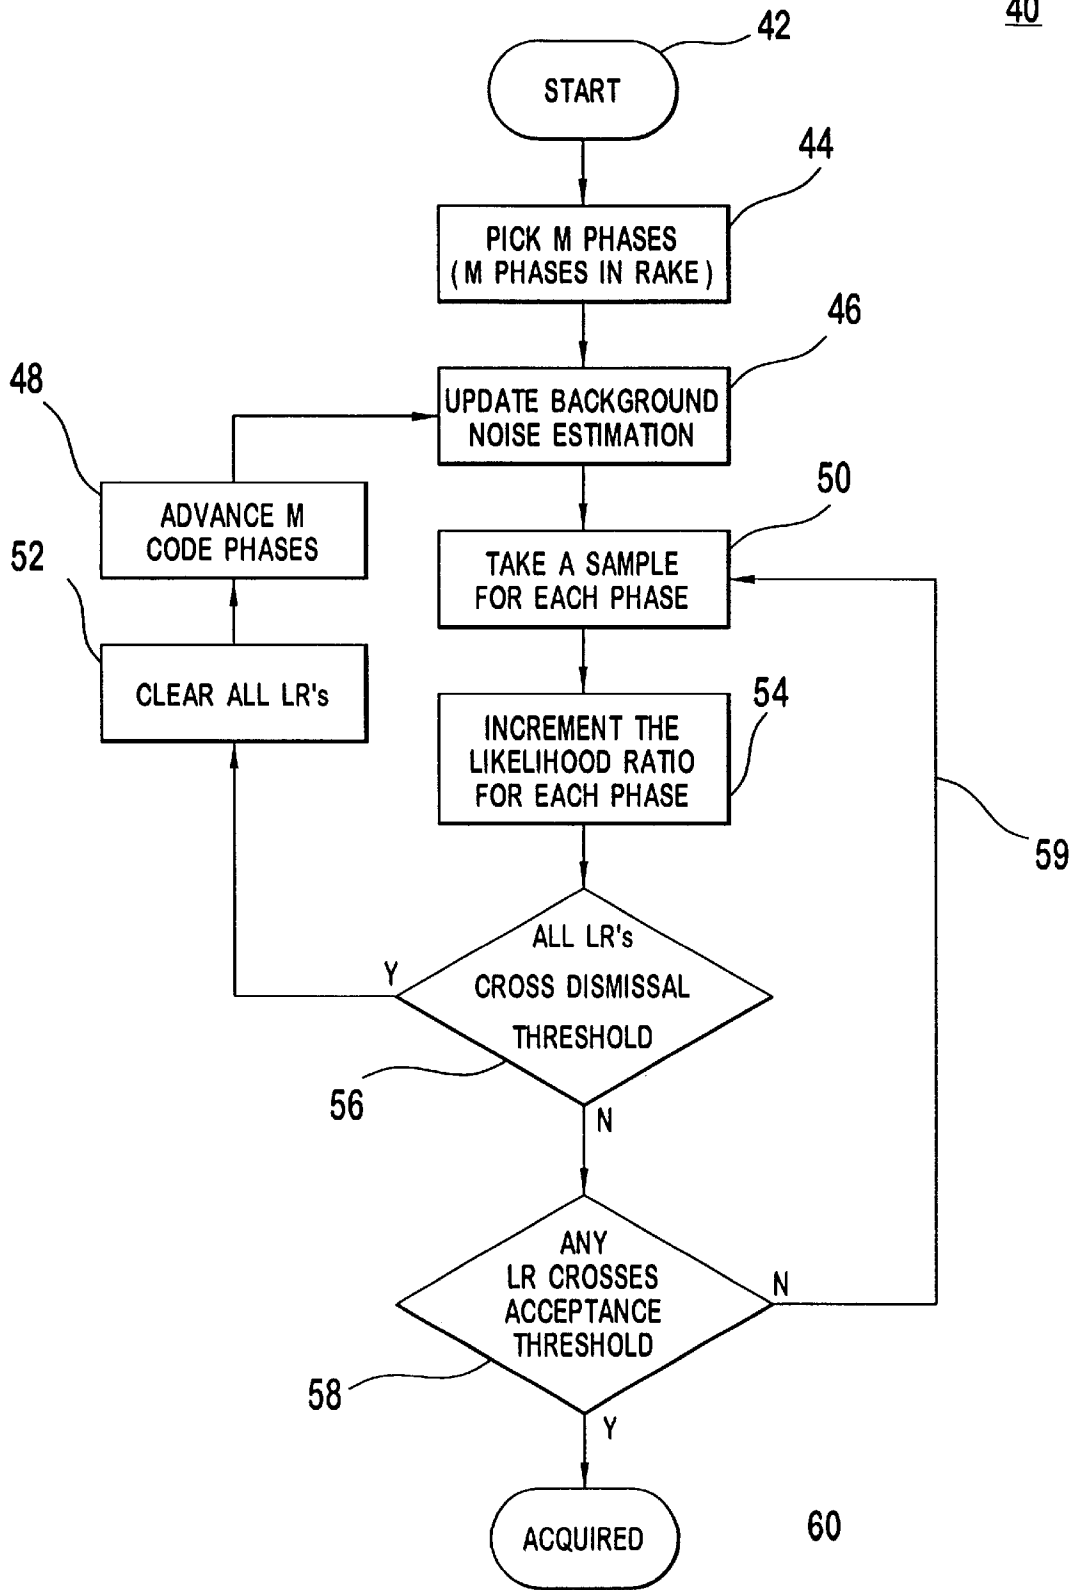 40
42
START
44
PICK M PHASES
(M PHASES IN RAKE)
46
UPDATE BACKGROUND
NOISE ESTIMATION
48
ADVANCE M
CODE PHASES
50
TAKE A SAMPLE
FOR EACH PHASE
52
CLEAR ALL LR's
54
INCREMENT THE
LIKELIHOOD RATIO
FOR EACH PHASE
59
ALL LR's
CROSS DISMISSAL
THRESHOLD
Y
56
N
ANY
LR CROSSES
ACCEPTANCE
THRESHOLD
N
58
Y
ACQUIRED
60